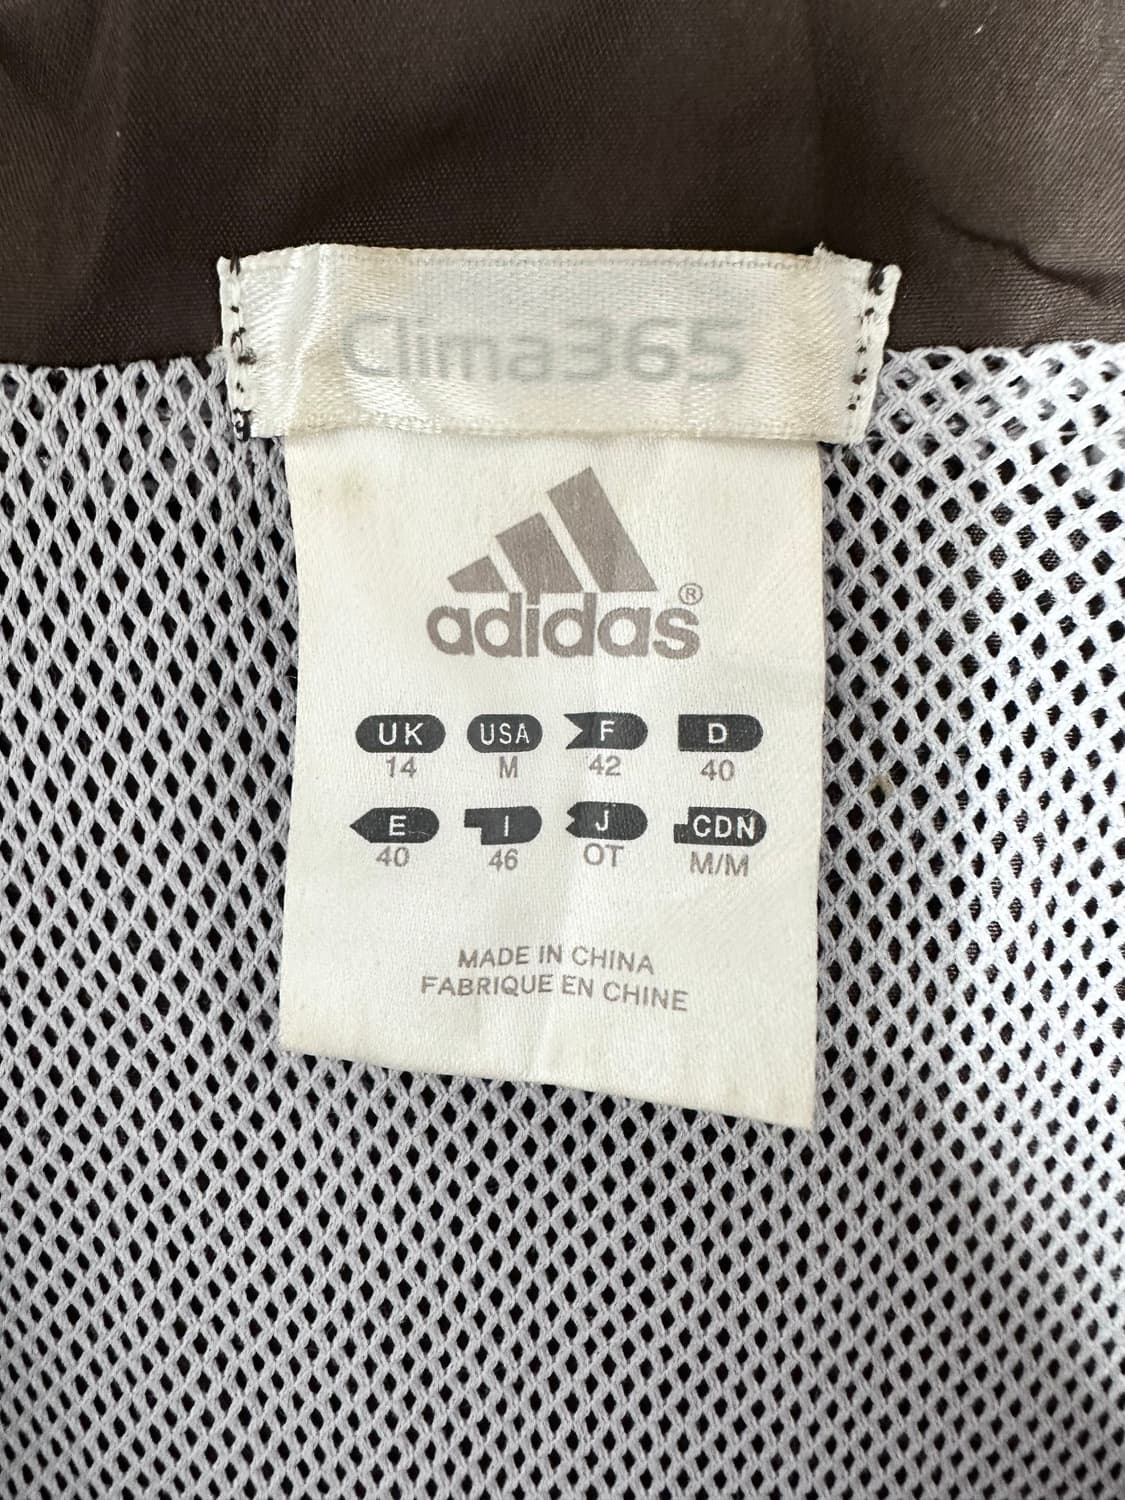 Clima365
adidas®
UK USA F D
14 M 42 40
E I J CDN
40 46 OT M/M
MADE IN CHINA
FABRIQUE EN CHINE